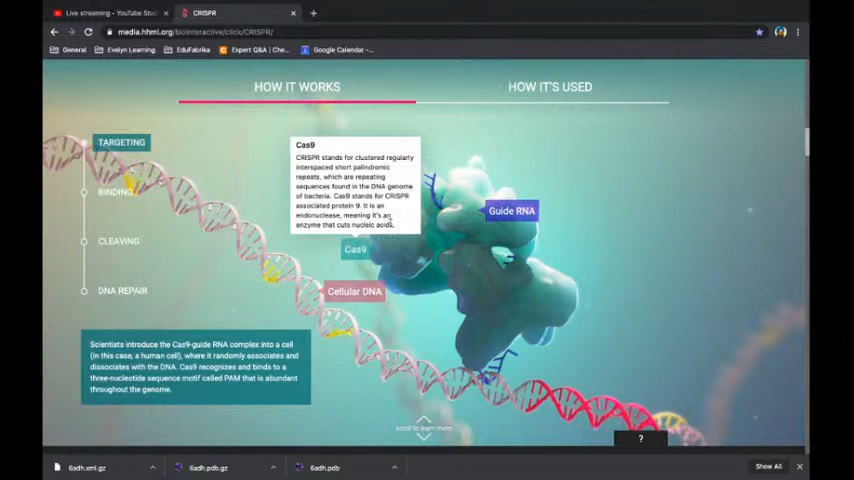 Live streaming - YouTube Stu
CRISPR
media.hhmi.org/biointeractive/click/CRISPR/
General
Evelyn Learning
EduFabrika
Expert Q&A | Che...
Google Calendar -...
HOW IT WORKS
HOW IT'S USED
TARGETING
BINDING
CLEAVING
DNA REPAIR
Cas9
CRISPR stands for clustered regularly
interspaced short palindromic
repeats, which are repeating
sequences found in the DNA genome
of bacteria. Cas9 stands for CRISPR
associated protein 9. It is an
endonuclease, meaning it's an
enzyme that cuts nucleic acids.
Guide RNA
Cas9
Cellular DNA
Scientists introduce the Cas9-guide RNA complex into a cell
(in this case, a human cell), where it randomly associates and
dissociates with the DNA. Cas9 recognizes and binds to a
three-nucleotide sequence motif called PAM that is abundant
throughout the genome.
scroll to learn more
?
6adh.xml.gz
6adh.pdb.gz
6adh.pdb
Show All